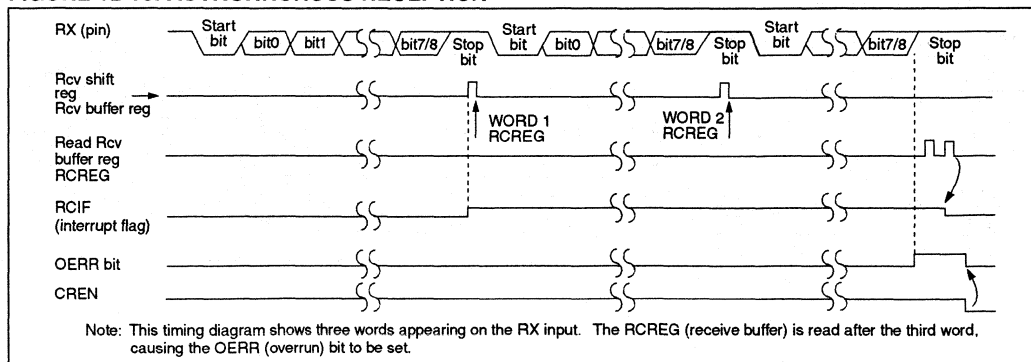 RX (pin)
Start bit
bit0
bit1
bit7/8
Stop bit
Start bit
bit0
bit7/8
Stop bit
Start bit
bit7/8
Stop bit
Rcv shift
reg
Rcv buffer reg
WORD 1
RCREG
WORD 2
RCREG
Read Rcv
buffer reg
RCREG
RCIF
(interrupt flag)
OERR bit
CREN
Note: This timing diagram shows three words appearing on the RX input. The RCREG (receive buffer) is read after the third word,
causing the OERR (overrun) bit to be set.